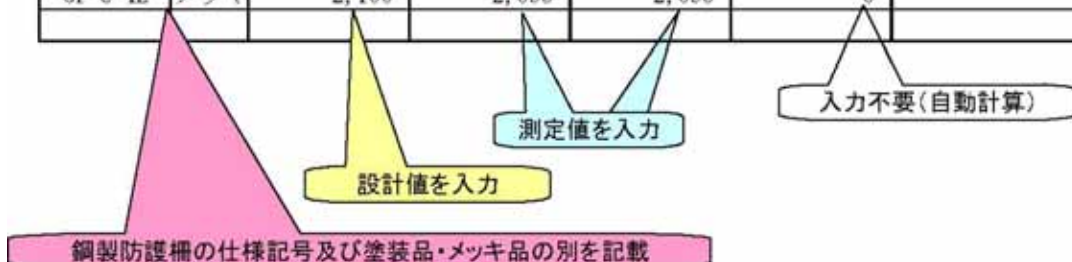 入力不要(自動計算)
測定値を入力
設計値を入力
鋼製防護柵の仕様記号及び塗装品・メッキ品の別を記載